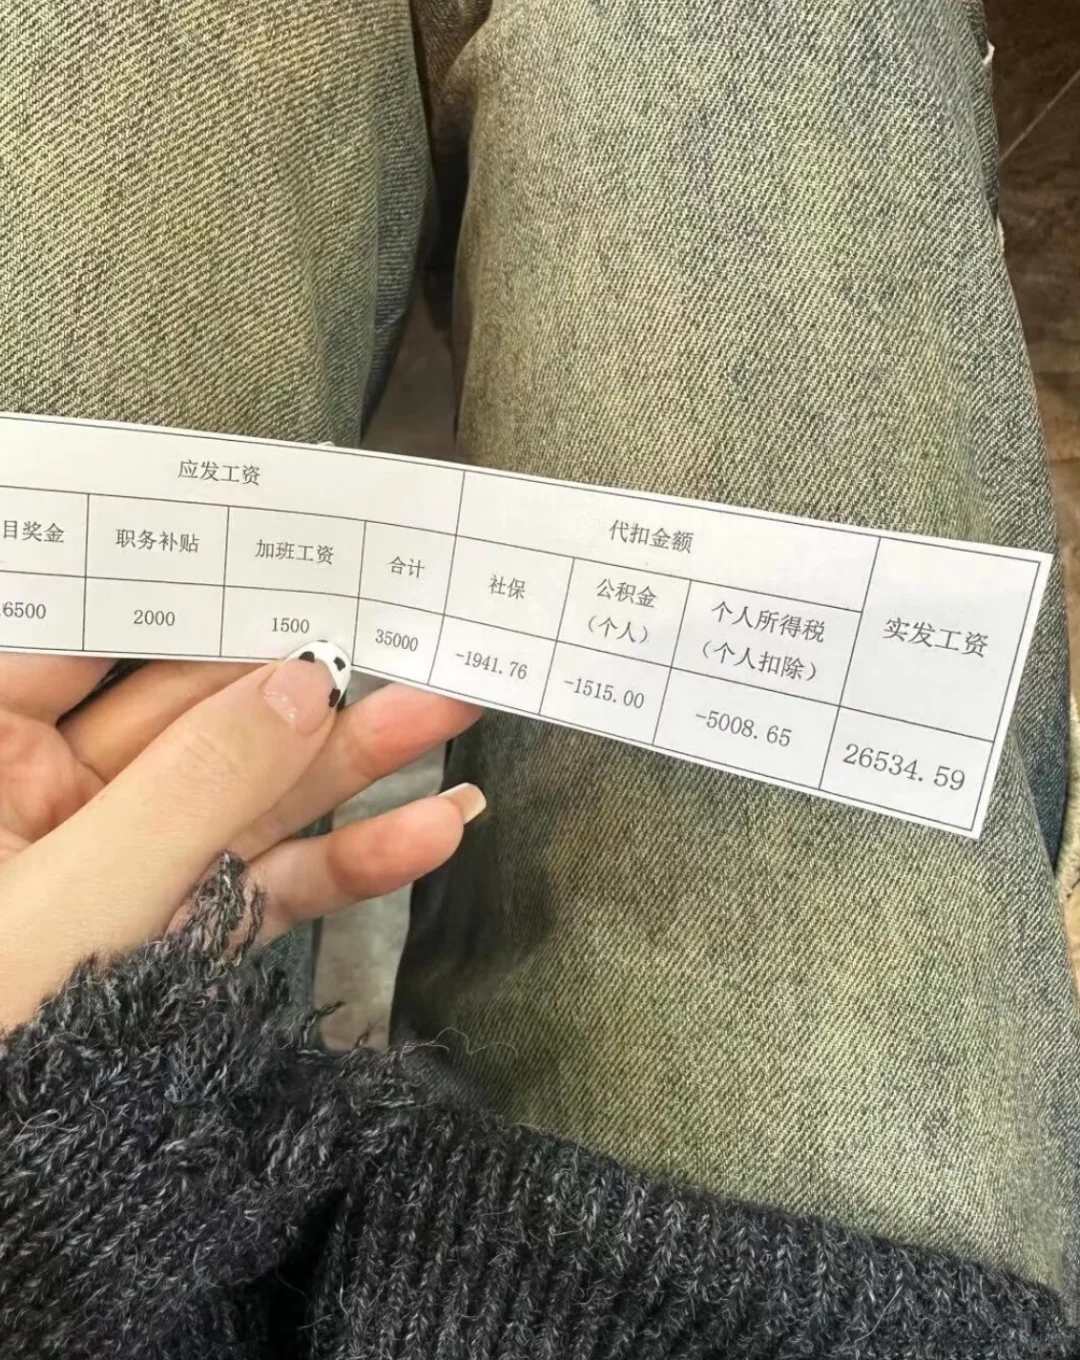 应发工资
代扣金额
实发工资
目奖金
职务补贴
加班工资
合计
社保
公积金
（个人）
个人所得税
（个人扣除）
6500
2000
1500
35000
-1941.76
-1515.00
-5008.65
26534.59